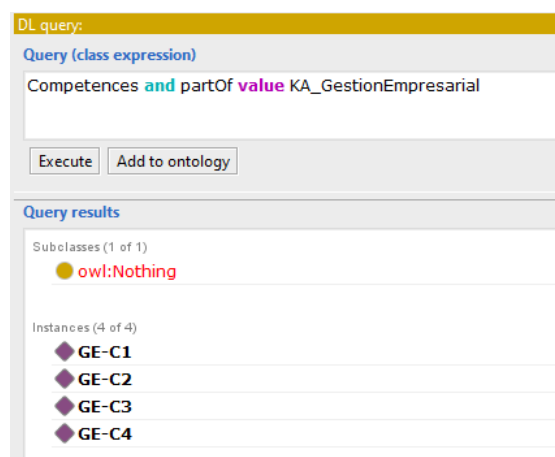 DL query:
Query (class expression)
Competences and partOf value KA_GestionEmpresarial
Execute Add to ontology
Query results
Subclasses (1 of 1)
owl:Nothing
Instances (4 of 4)
GE-C1
GE-C2
GE-C3
GE-C4